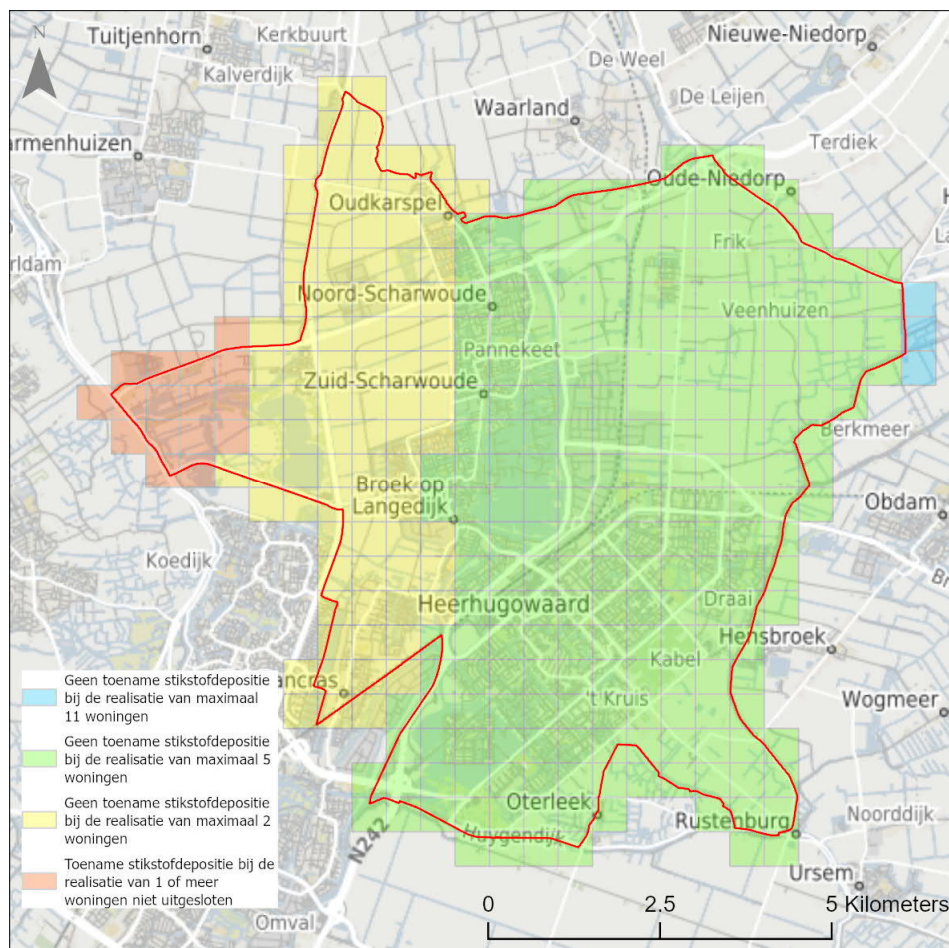 N
Tuitjenhorn
Kerkbuurt
Nieuwe-Niedorp
De Weel
Kalverdijk
De Leijen
Waarland
armenhuizen
Terdiek
Oude-Niedorp
Oudkarspel
Frik
rldam
Noord-Scharwoude
Veenhuizen
Pannekeet
Zuid-Scharwoude
Berkmeer
Broek op
Langedijk
Obdam
Koedijk
Heerhugowaard
Draai
Hensbroek
Kabel
ancras
't Kruis
Wogmeer
Oterleek
Huygendijk
Rustenburg
Noorddijk
N242
Ursem
Omval
Geen toename stikstofdepositie
bij de realisatie van maximaal
11 woningen
Geen toename stikstofdepositie
bij de realisatie van maximaal 5
woningen
Geen toename stikstofdepositie
bij de realisatie van maximaal 2
woningen
Toename stikstofdepositie bij de
realisatie van 1 of meer
woningen niet uitgesloten
0 2.5 5 Kilometers